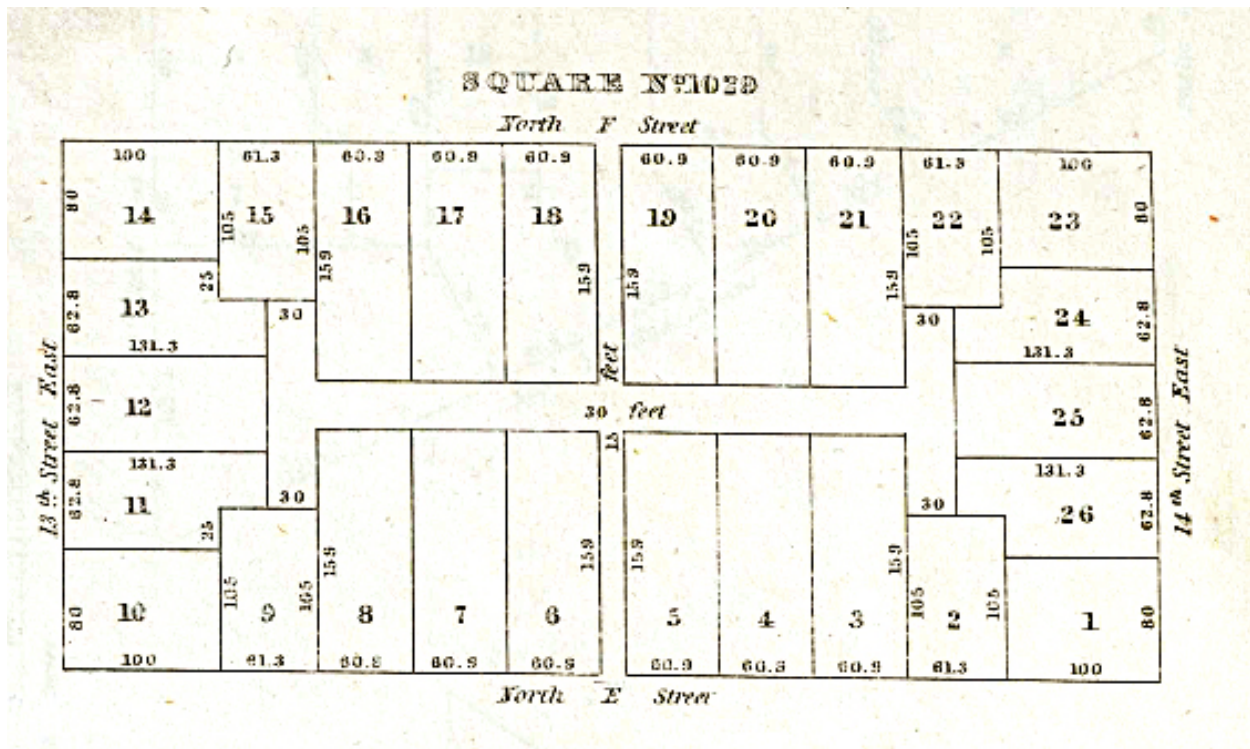 SQUARE Nº 1029
North F Street
100 61.3 60.9 60.9 60.9 60.9 60.9 60.9 61.3 100
80 14 15 16 17 18 19 20 21 22 23 80
105 105 105 105
25 159 159 159 159
13 30 30 24
62.8 62.8
131.3 131.3
feet
13th Street East
62.8 12 30 feet 25 62.8
14th Street East
15
131.3 131.3
62.8 11 30 30 26 62.8
25
159 159 159 159
105 105 105 105
80 10 9 8 7 6 5 4 3 2 1 80
100 61.3 60.9 60.9 60.9 60.9 60.9 60.9 61.3 100
North E Street